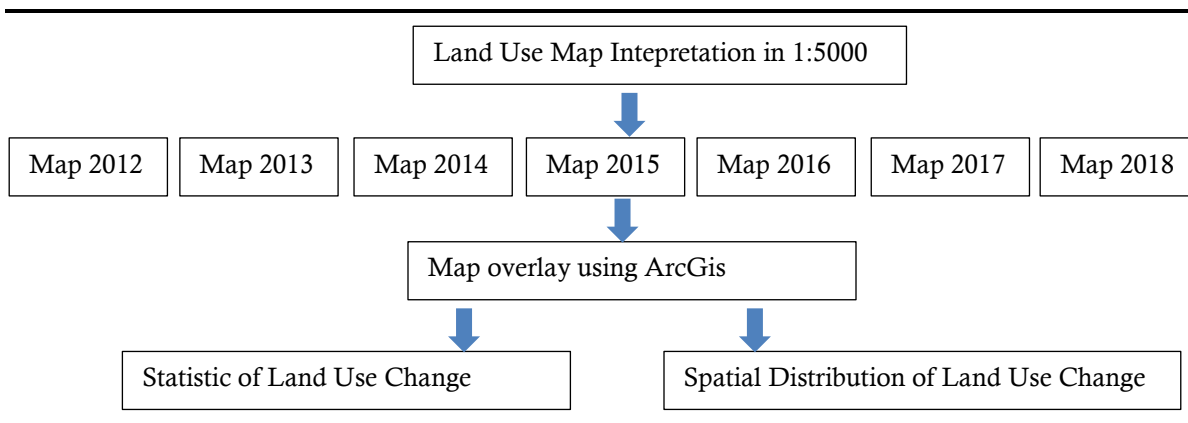 Land Use Map Intepretation in 1:5000
Map 2012
Map 2013
Map 2014
Map 2015
Map 2016
Map 2017
Map 2018
Map overlay using ArcGis
Statistic of Land Use Change
Spatial Distribution of Land Use Change